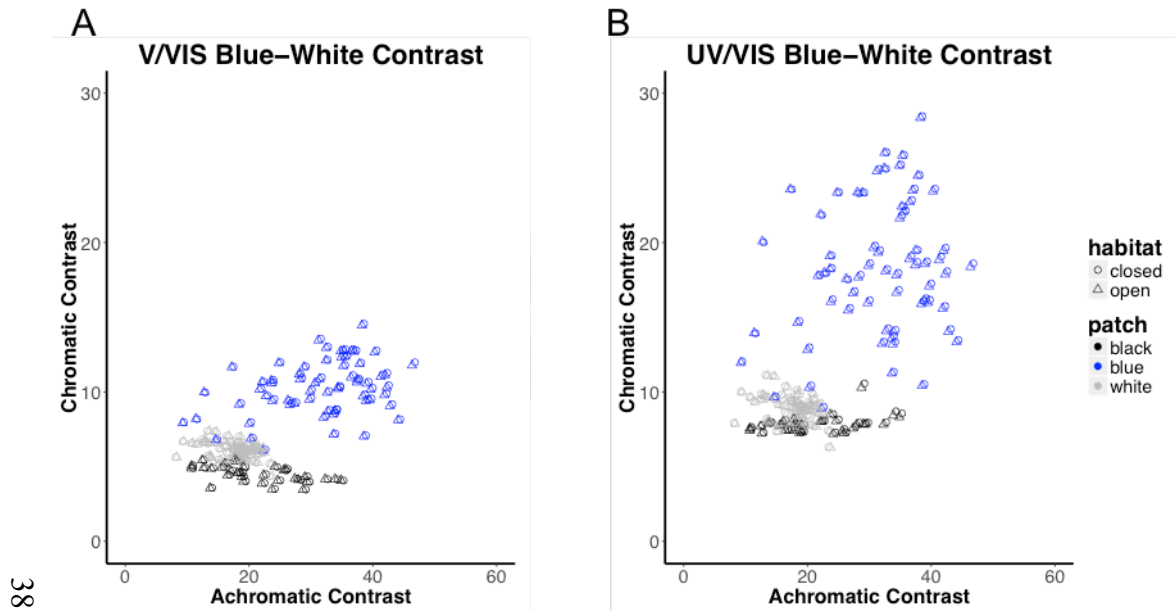 A
V/VIS Blue–White Contrast
Chromatic Contrast
30
20
10
0
0
20
40
60
Achromatic Contrast
B
UV/VIS Blue–White Contrast
Chromatic Contrast
30
20
10
0
0
20
40
60
Achromatic Contrast
habitat
closed
open
patch
black
blue
white
38